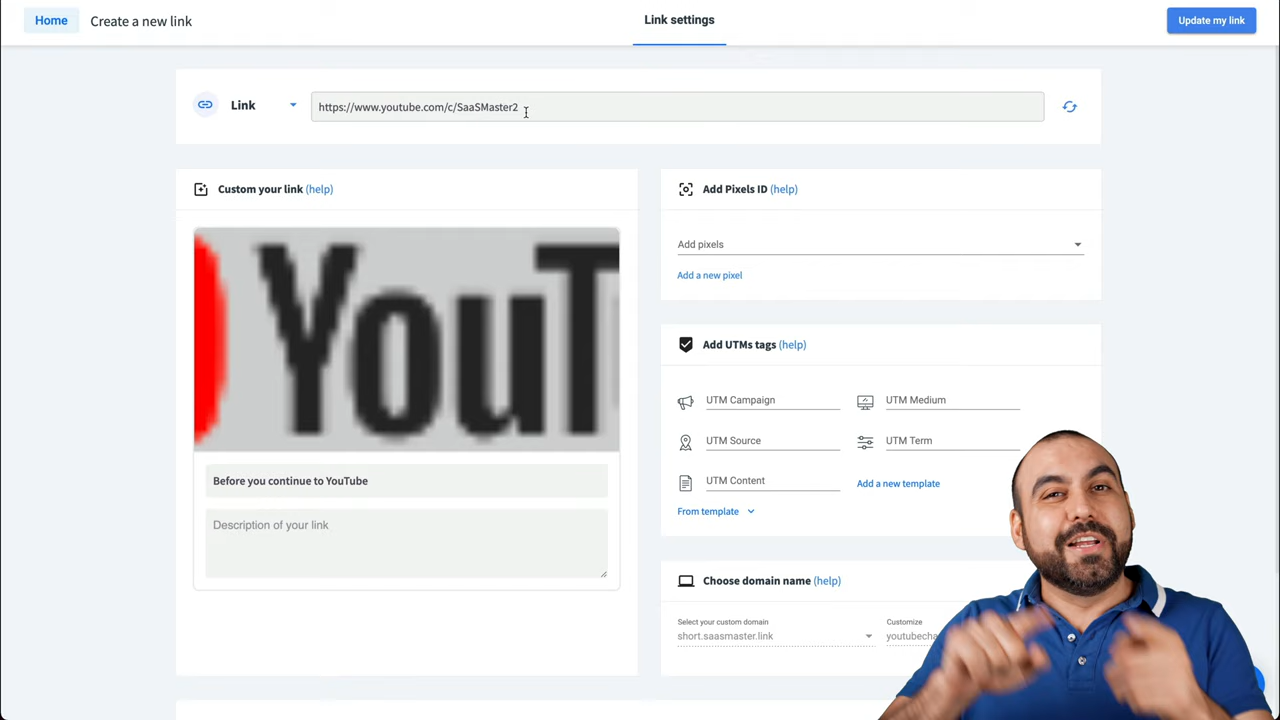 Home
Create a new link
Link settings
Update my link
Link
https://www.youtube.com/c/SaaSMaster2
Custom your link (help)
YouT
Before you continue to YouTube
Description of your link
Add Pixels ID (help)
Add pixels
Add a new pixel
Add UTMs tags (help)
UTM Campaign
UTM Medium
UTM Source
UTM Term
UTM Content
Add a new template
From template
Choose domain name (help)
Select your custom domain
Customize
short.saasmaster.link
youtubecha